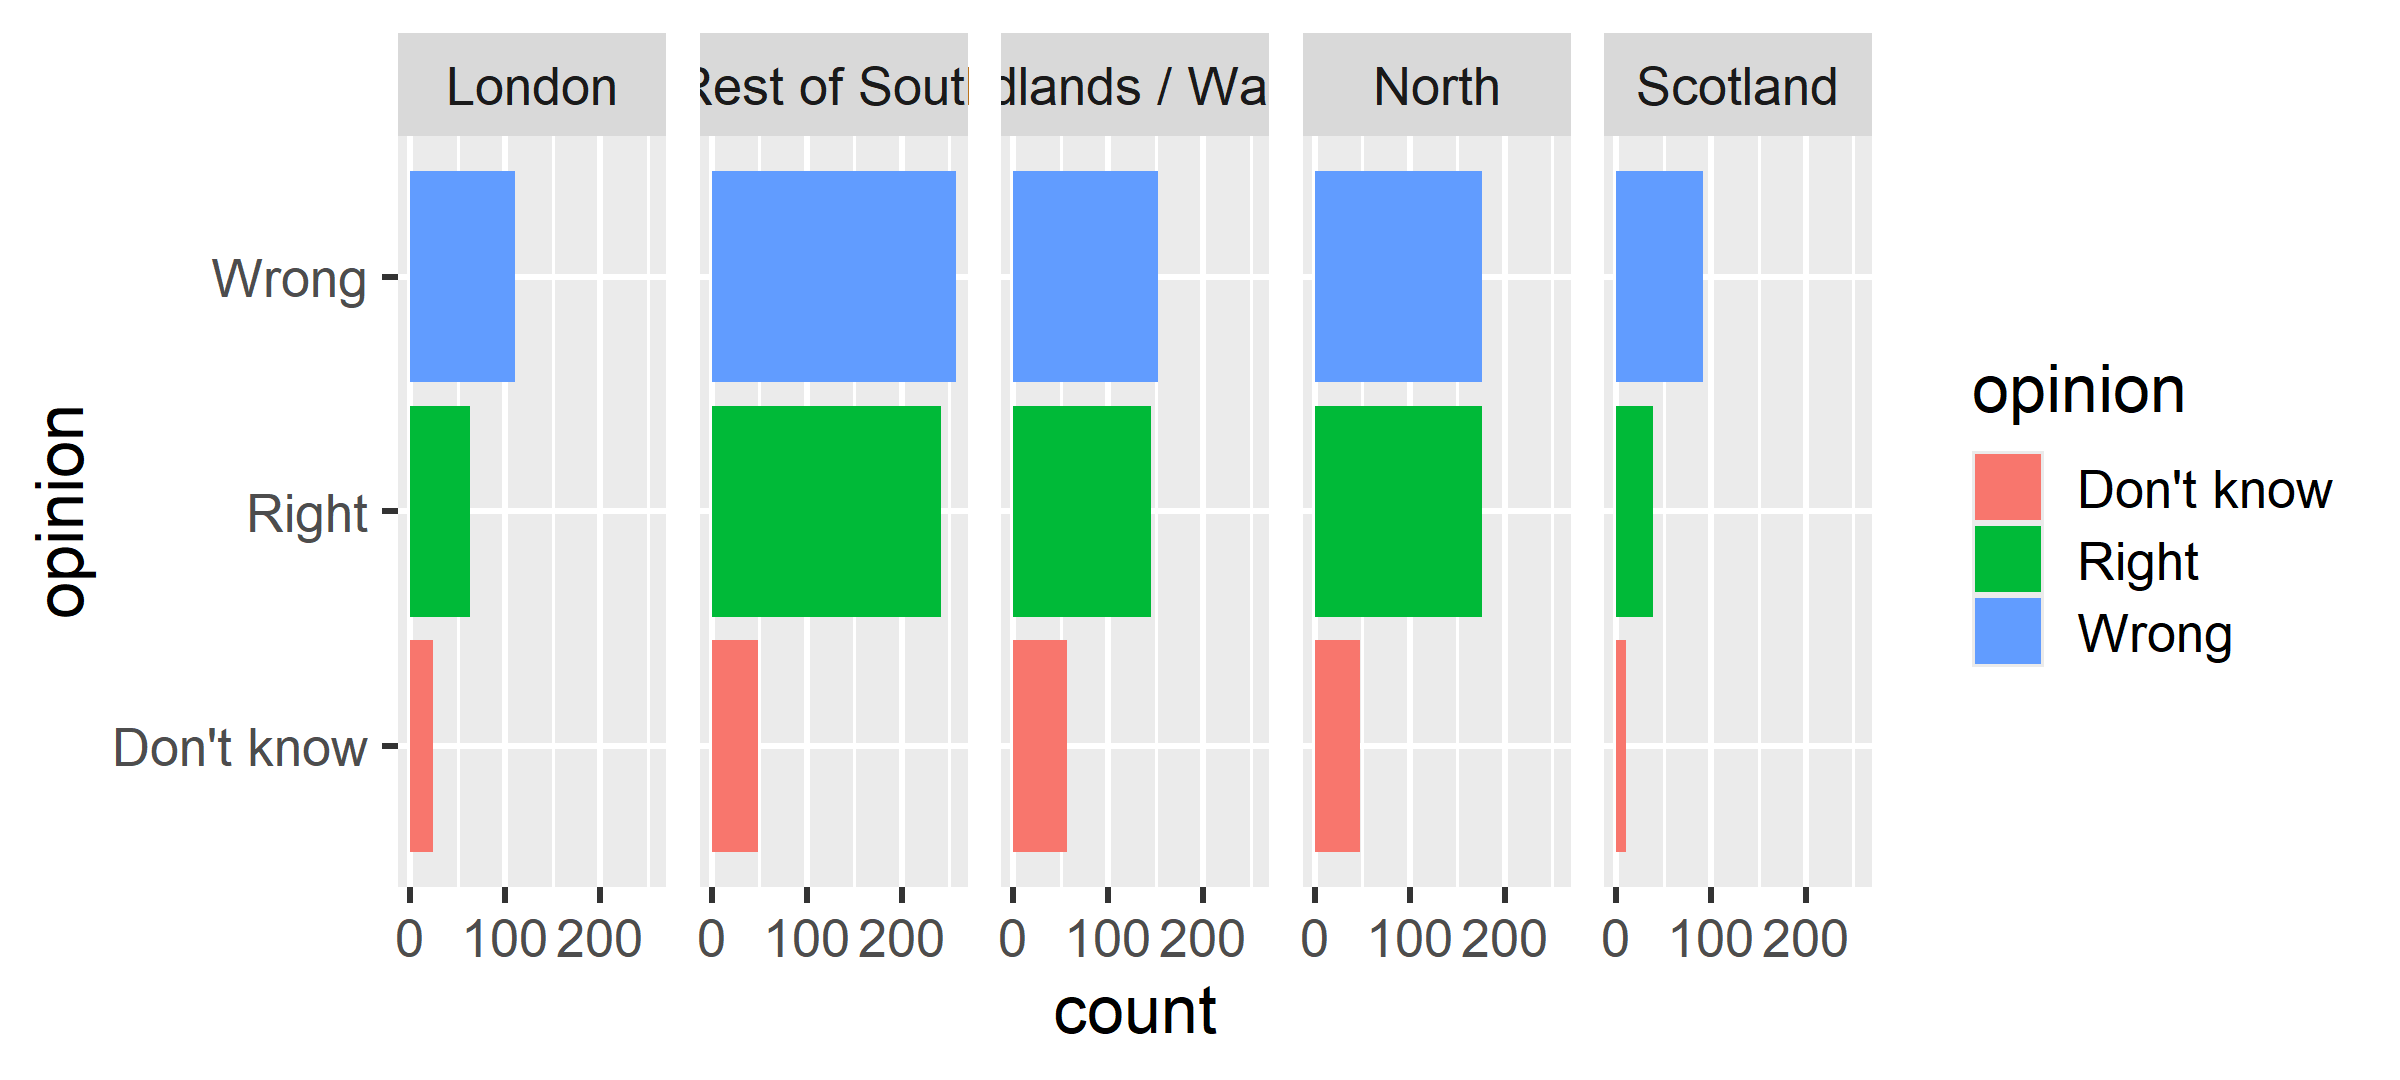 London
Rest of South
dlands / Wa
North
Scotland
opinion
Wrong
Right
Don't know
0 100 200
0 100 200
0 100 200
0 100 200
0 100 200
count
opinion
Don't know
Right
Wrong